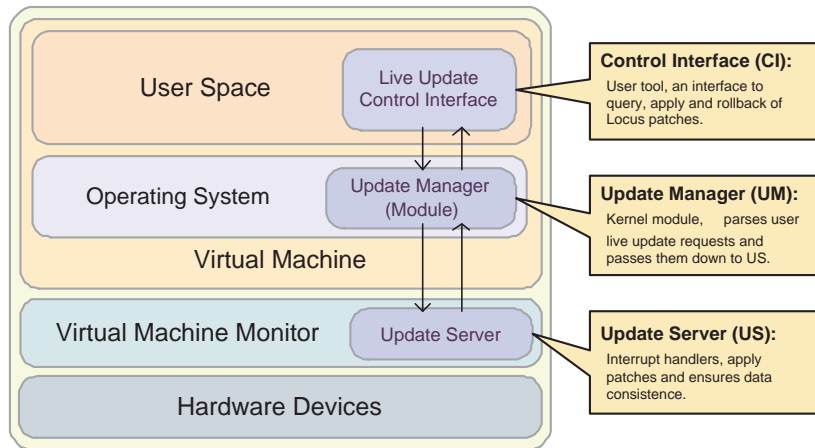 User Space
Live Update
Control Interface
Operating System
Update Manager
(Module)
Virtual Machine
Virtual Machine Monitor
Update Server
Hardware Devices
Control Interface (CI):
User tool, an interface to
query, apply and rollback of
Locus patches.
Update Manager (UM):
Kernel module, parses user
live update requests and
passes them down to US.
Update Server (US):
Interrupt handlers, apply
patches and ensures data
consistence.